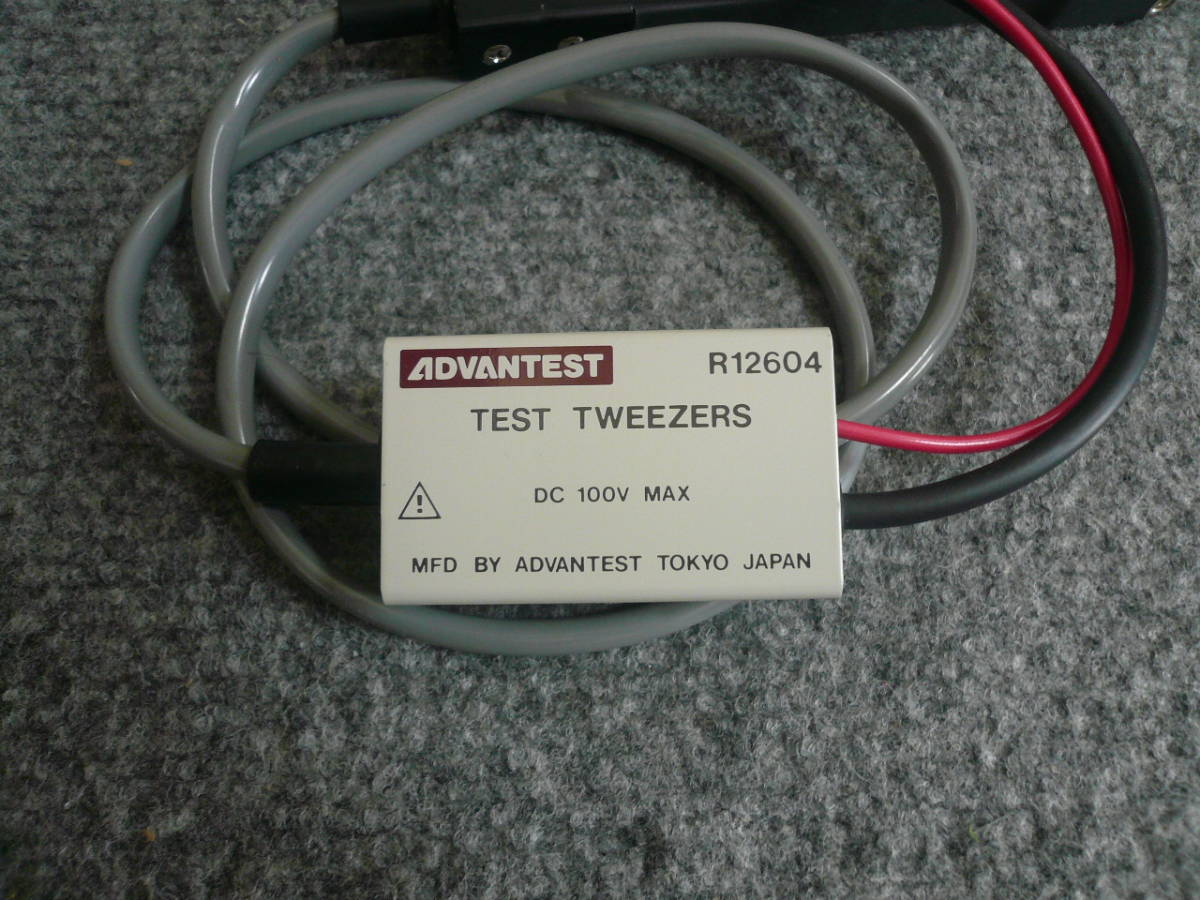 ADVANTEST R12604
TEST TWEEZERS
! DC 100V MAX
MFD BY ADVANTEST TOKYO JAPAN